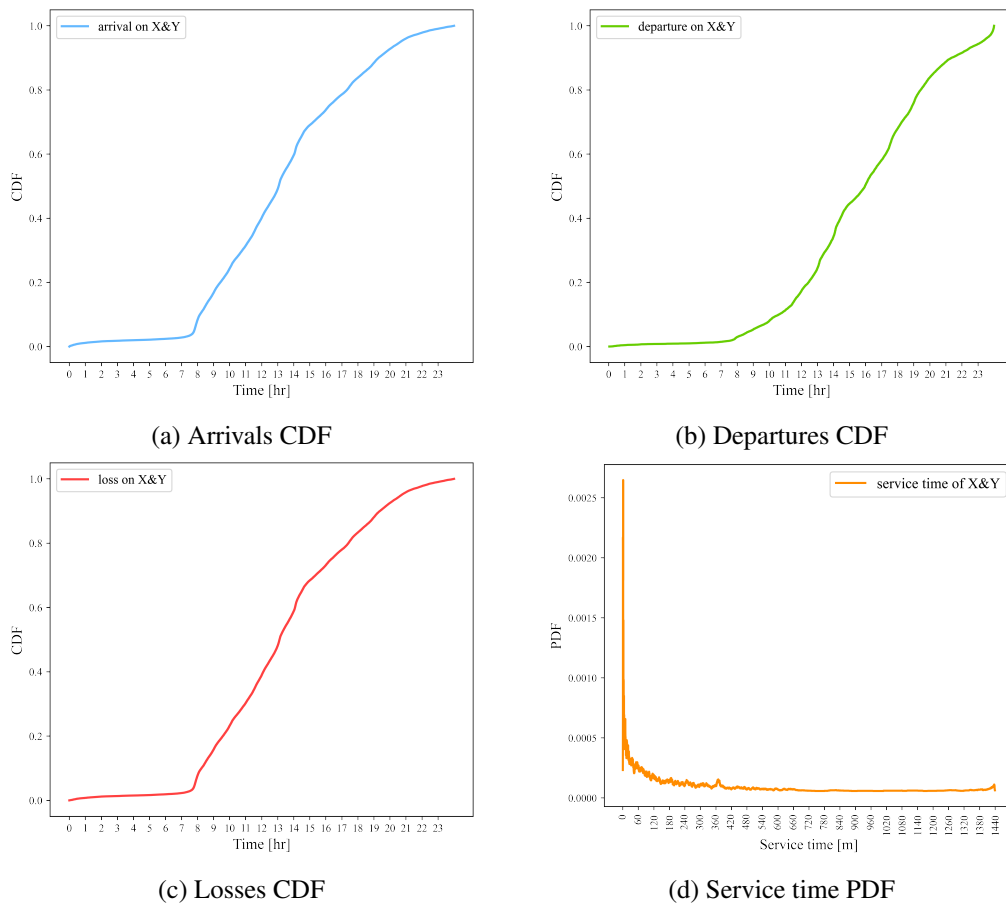 arrival on X&Y
1.0
0.8
0.6
0.4
0.2
0.0
CDF
0 1 2 3 4 5 6 7 8 9 10 11 12 13 14 15 16 17 18 19 20 21 22 23
Time [hr]
(a) Arrivals CDF
departure on X&Y
1.0
0.8
0.6
0.4
0.2
0.0
CDF
0 1 2 3 4 5 6 7 8 9 10 11 12 13 14 15 16 17 18 19 20 21 22 23
Time [hr]
(b) Departures CDF
loss on X&Y
1.0
0.8
0.6
0.4
0.2
0.0
CDF
0 1 2 3 4 5 6 7 8 9 10 11 12 13 14 15 16 17 18 19 20 21 22 23
Time [hr]
(c) Losses CDF
service time of X&Y
0.0025
0.0020
0.0015
0.0010
0.0005
0.0000
PDF
0 60 120 180 240 300 360 420 480 540 600 660 720 780 840 900 960 1020 1080 1140 1200 1260 1320 1380 1440
Service time [m]
(d) Service time PDF